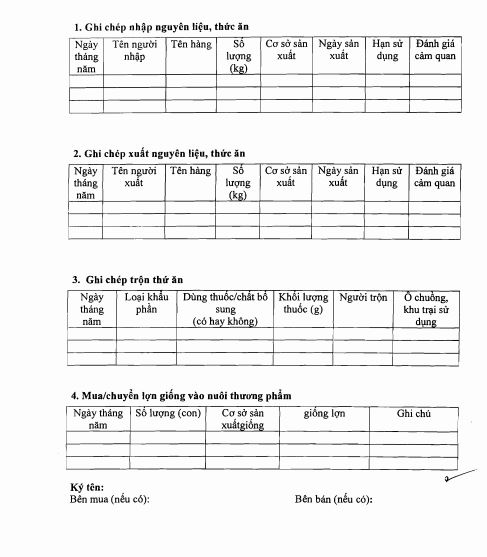 1. Ghi chép nhập nguyên liệu, thức ăn
Ngày tháng năm | Tên người nhập | Tên hàng | Số lượng (kg) | Cơ sở sản xuất | Ngày sản xuất | Hạn sử dụng | Đánh giá cảm quan
2. Ghi chép xuất nguyên liệu, thức ăn
Ngày tháng năm | Tên người xuất | Tên hàng | Số lượng (kg) | Cơ sở sản xuất | Ngày sản xuất | Hạn sử dụng | Đánh giá cảm quan
3. Ghi chép trộn thứ ăn
Ngày tháng năm | Loại khẩu phần | Dùng thuốc/chất bổ sung (có hay không) | Khối lượng thuốc (g) | Người trộn | Ô chuồng, khu trại sử dụng
4. Mua/chuyển lợn giống vào nuôi thương phẩm
Ngày tháng năm | Số lượng (con) | Cơ sở sản xuấtgiống | giống lợn | Ghi chú
Ký tên:
Bên mua (nếu có): Bên bán (nếu có):